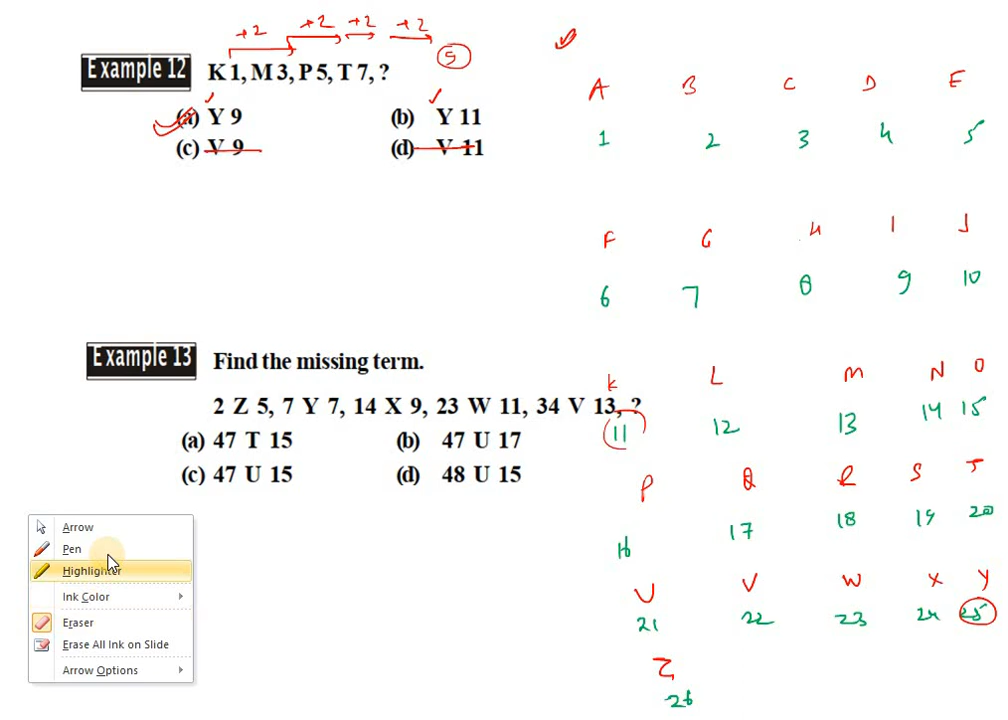 +2 +2 +2 +2
Example 12 K 1, M 3, P 5, T 7, ? 5
(a) Y 9 (b) Y 11
(c) V 9 (d) V 11
A B C D E
1 2 3 4 5
F G H I J
6 7 8 9 10
Example 13 Find the missing term.
2 Z 5, 7 Y 7, 14 X 9, 23 W 11, 34 V 13, ?
(a) 47 T 15 (b) 47 U 17
(c) 47 U 15 (d) 48 U 15
K L M N O
11 12 13 14 15
P Q R S T
16 17 18 19 20
U V W X Y
21 22 23 24 25
Z
26
Arrow
Pen
Highlighter
Ink Color
Eraser
Erase All Ink on Slide
Arrow Options